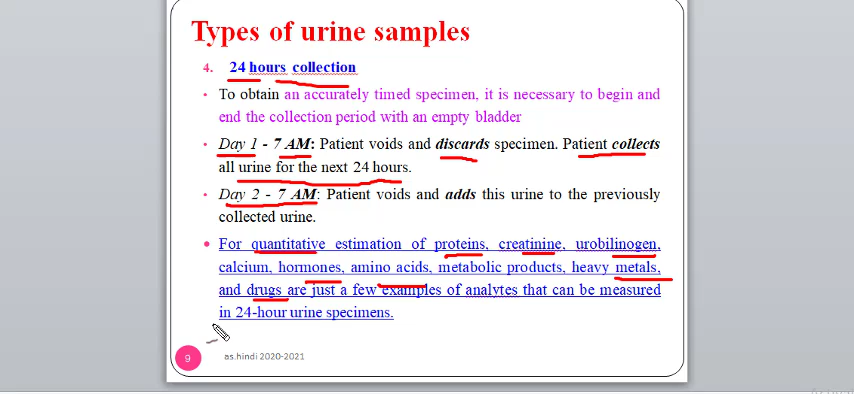 Types of urine samples
4. 24 hours collection
• To obtain an accurately timed specimen, it is necessary to begin and
end the collection period with an empty bladder
• Day 1 - 7 AM: Patient voids and discards specimen. Patient collects
all urine for the next 24 hours.
• Day 2 - 7 AM: Patient voids and adds this urine to the previously
collected urine.
• For quantitative estimation of proteins, creatinine, urobilinogen,
calcium, hormones, amino acids, metabolic products, heavy metals,
and drugs are just a few examples of analytes that can be measured
in 24-hour urine specimens.
9 as.hindi 2020-2021